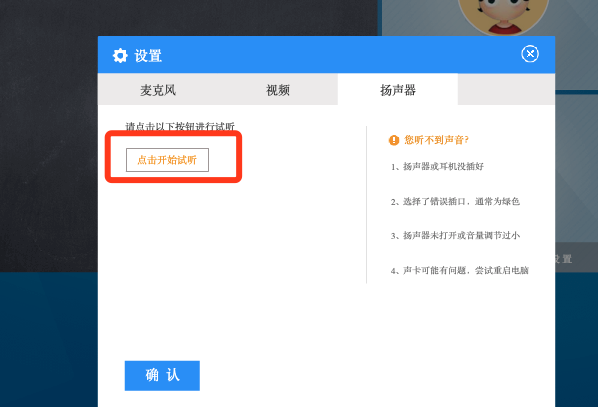 设置
麦克风
视频
扬声器
请点击以下按钮进行试听
点击开始试听
您听不到声音?
1、扬声器或耳机没插好
2、选择了错误插口，通常为绿色
3、扬声器未打开或音量调节过小
4、声卡可能有问题，尝试重启电脑
设置
确 认